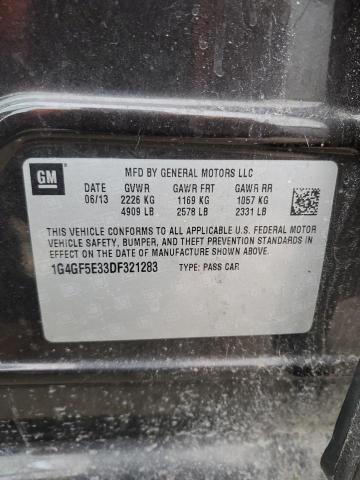 GM
MFD BY GENERAL MOTORS LLC
DATE GVWR GAWR FRT GAWR RR
06/13 2226 KG 1169 KG 1057 KG
4909 LB 2578 LB 2331 LB
THIS VEHICLE CONFORMS TO ALL APPLICABLE U.S. FEDERAL MOTOR
VEHICLE SAFETY, BUMPER, AND THEFT PREVENTION STANDARDS
IN EFFECT ON THE DATE OF MANUFACTURE SHOWN ABOVE.
1G4GF5E33DF321283 TYPE: PASS CAR